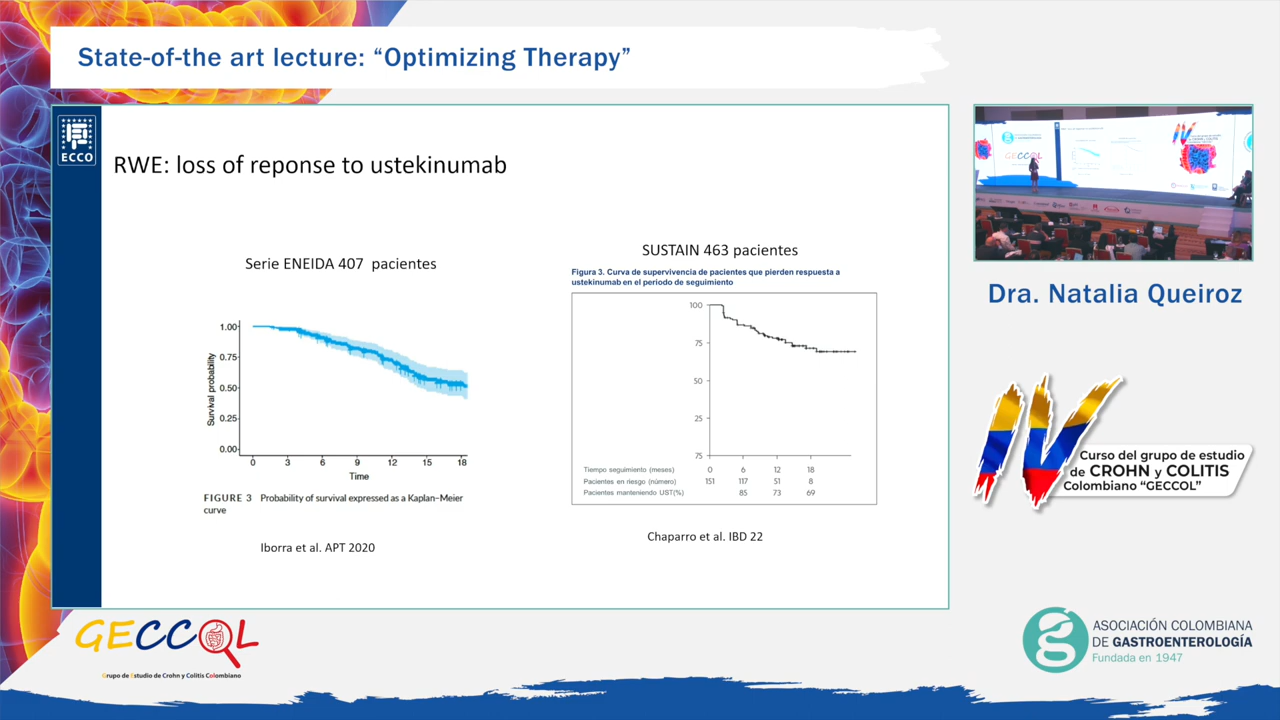 State-of-the art lecture: “Optimizing Therapy”
ECCO
RWE: loss of reponse to ustekinumab
Serie ENEIDA 407 pacientes
1.00
0.75
0.50
0.25
0.00
Survival probability
0 3 6 9 12 15 18
Time
FIGURE 3 Probability of survival expressed as a Kaplan–Meier
curve
Iborra et al. APT 2020
SUSTAIN 463 pacientes
Figura 3. Curva de supervivencia de pacientes que pierden respuesta a
ustekinumab en el periodo de seguimiento
100
75
50
25
75
Tiempo seguimiento (meses) 0 6 12 18
Pacientes en riesgo (número) 151 117 51 8
Pacientes manteniendo UST(%) 85 73 69
Chaparro et al. IBD 22
GECCOL
Dra. Natalia Queiroz
IV
Curso del grupo de estudio
de CROHN y COLITIS
Colombiano “GECCOL”
GECCOL
Grupo de Estudio de Crohn y Colitis Colombiano
ASOCIACIÓN COLOMBIANA
DE GASTROENTEROLOGÍA
Fundada en 1947